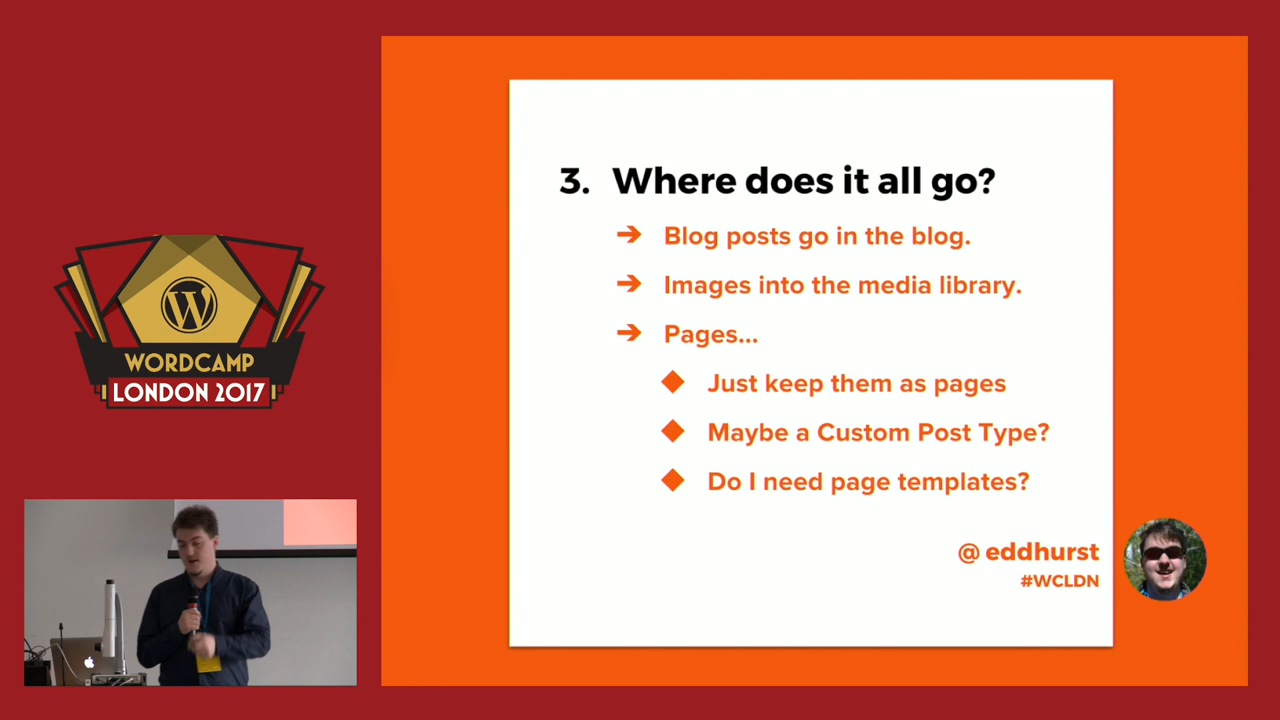 WORDCAMP
LONDON 2017
3. Where does it all go?
➔ Blog posts go in the blog.
➔ Images into the media library.
➔ Pages...
◆ Just keep them as pages
◆ Maybe a Custom Post Type?
◆ Do I need page templates?
@ eddhurst
#WCLDN